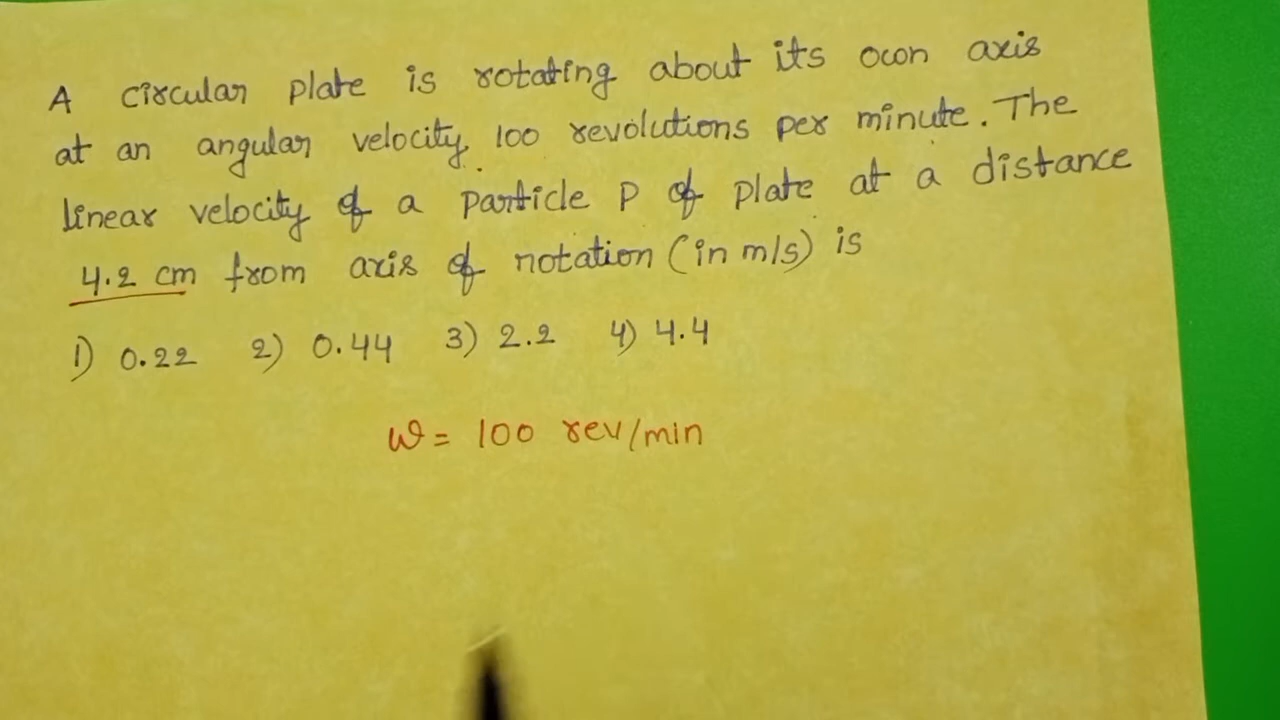 A circular plate is rotating about its own axis
at an angular velocity 100 revolutions per minute. The
linear velocity of a particle P of plate at a distance
4.2 cm from axis of rotation (in m/s) is
1) 0.22 2) 0.44 3) 2.2 4) 4.4
ω = 100 rev/min